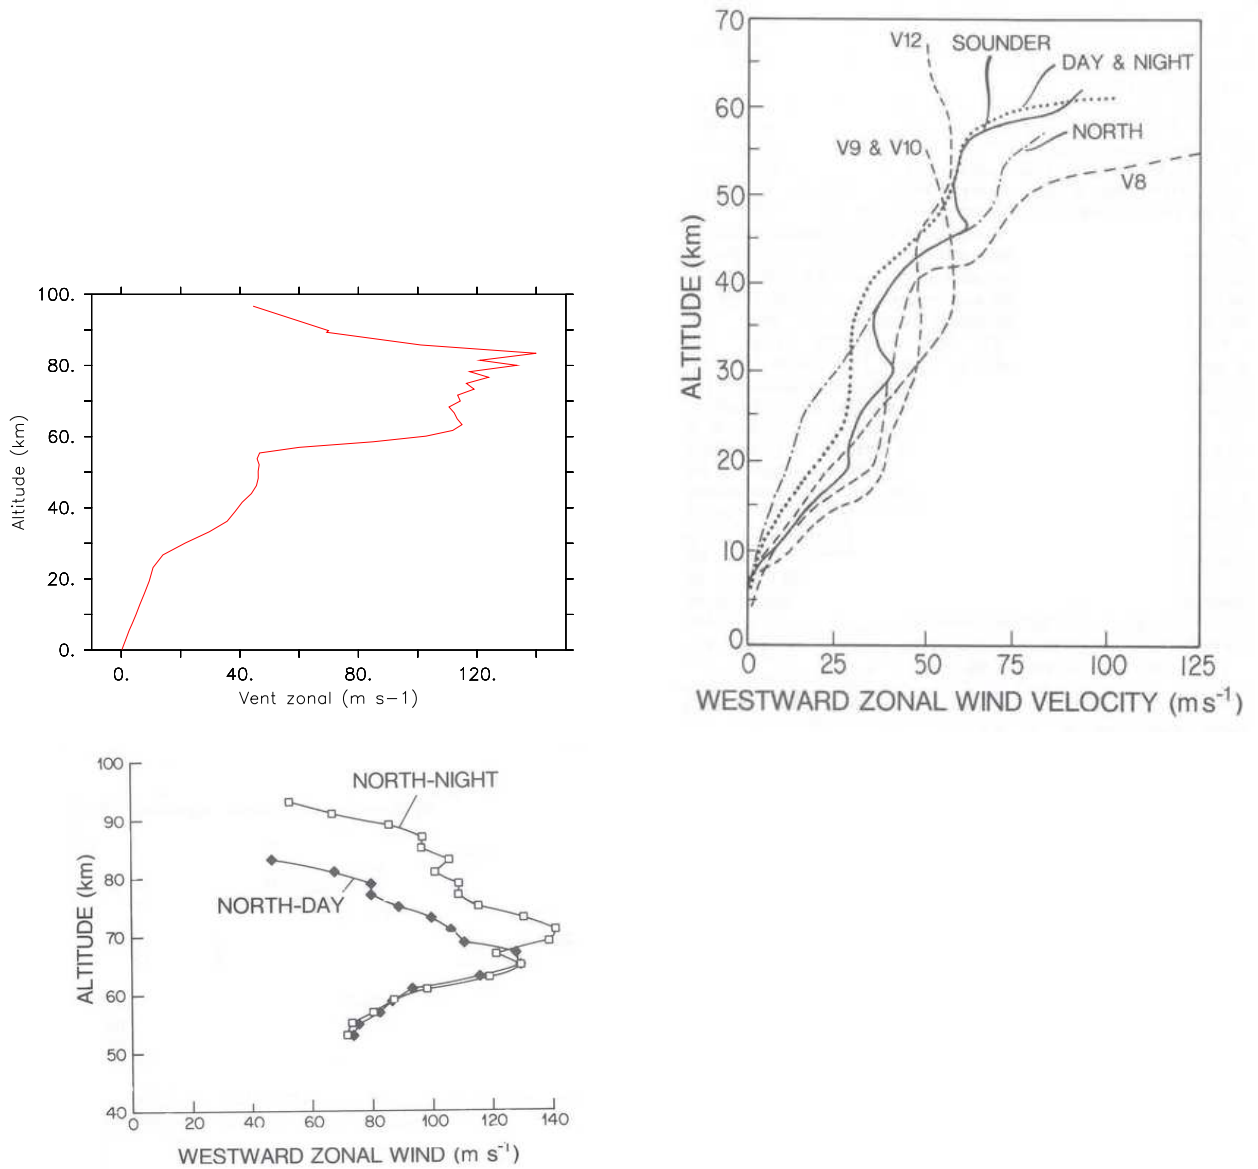 70
V12
SOUNDER
DAY & NIGHT
60
NORTH
V9 & V10
V8
50
40
30
20
10
0
ALTITUDE (km)
0 25 50 75 100 125
WESTWARD ZONAL WIND VELOCITY (m s-1)
100.
80.
60.
40.
20.
0.
Altitude (km)
0. 40. 80. 120.
Vent zonal (m s-1)
100
NORTH-NIGHT
90
80
NORTH-DAY
70
60
50
40
ALTITUDE (km)
0 20 40 60 80 100 120 140
WESTWARD ZONAL WIND (m s-1)